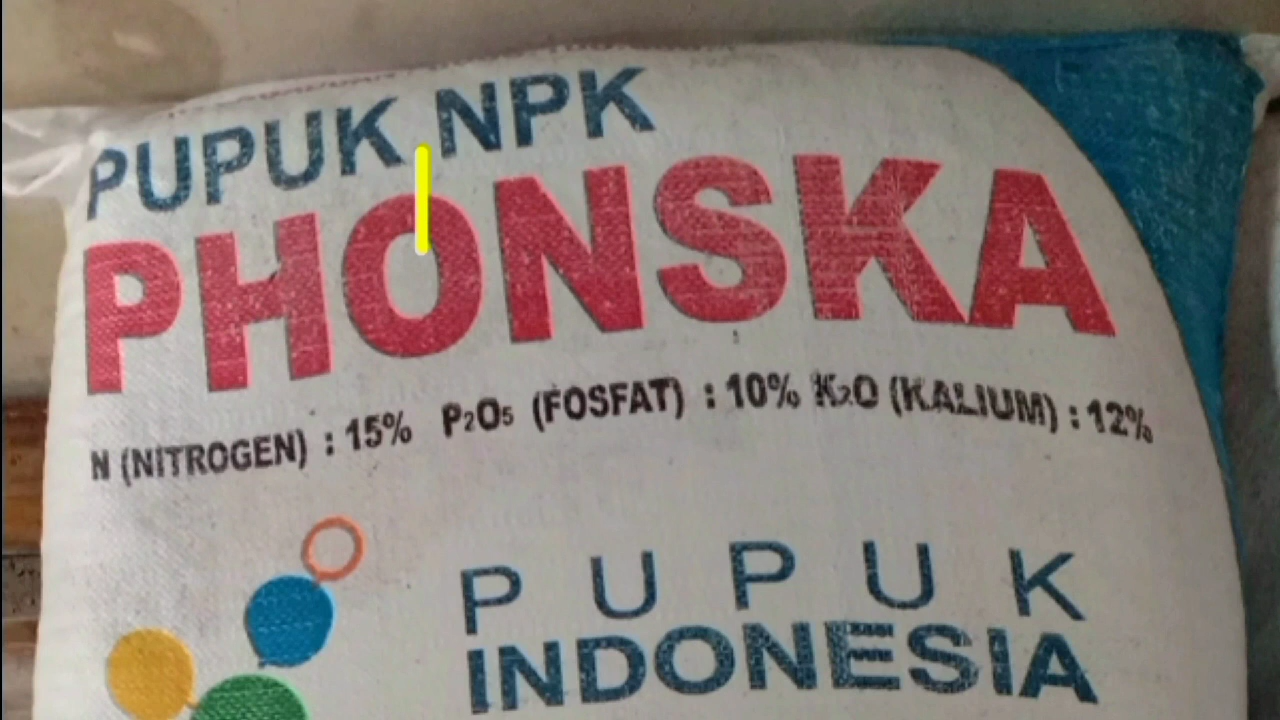 PUPUK NPK
PHONSKA
N (NITROGEN) : 15% P₂O₅ (FOSFAT) : 10% K₂O (KALIUM) : 12%
PUPUK
INDONESIA